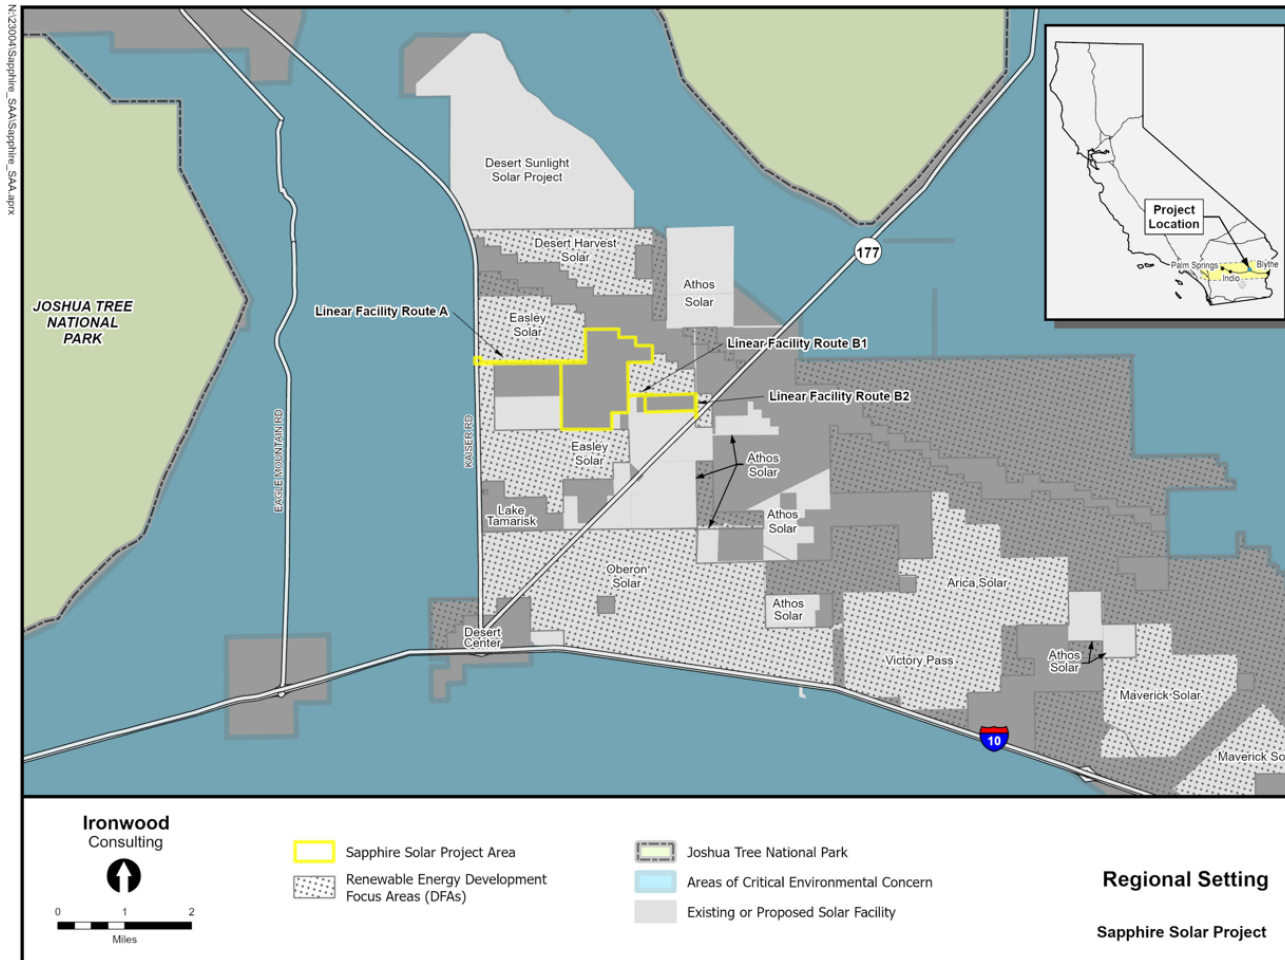 N:\23004\Sapphire_SAA\Sapphire_SAA.aprx
Project
Location
Palm Springs
Blythe
Indio
Desert Sunlight
Solar Project
Desert Harvest
Solar
177
Athos
Solar
JOSHUA TREE
NATIONAL
PARK
Linear Facility Route A
Easley
Solar
Linear Facility Route B1
Linear Facility Route B2
EAGLE MOUNTAIN RD
KAISER RD
Easley
Solar
Athos
Solar
Lake
Tamarisk
Athos
Solar
Oberon
Solar
Arica Solar
Athos
Solar
Desert
Center
Victory Pass
Athos
Solar
Maverick Solar
10
Maverick So
Ironwood
Consulting
0 1 2
Miles
Sapphire Solar Project Area
Renewable Energy Development
Focus Areas (DFAs)
Joshua Tree National Park
Areas of Critical Environmental Concern
Existing or Proposed Solar Facility
Regional Setting
Sapphire Solar Project